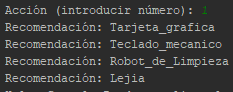 Acción (introducir número): 1
Recomendación: Tarjeta_grafica
Recomendación: Teclado_mecanico
Recomendación: Robot_de_Limpieza
Recomendación: Lejia